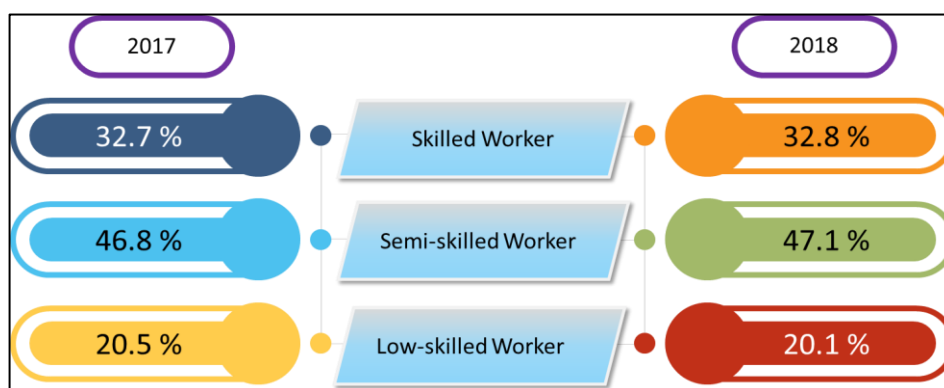 2017
2018
32.7 %
Skilled Worker
32.8 %
46.8 %
Semi-skilled Worker
47.1 %
20.5 %
Low-skilled Worker
20.1 %